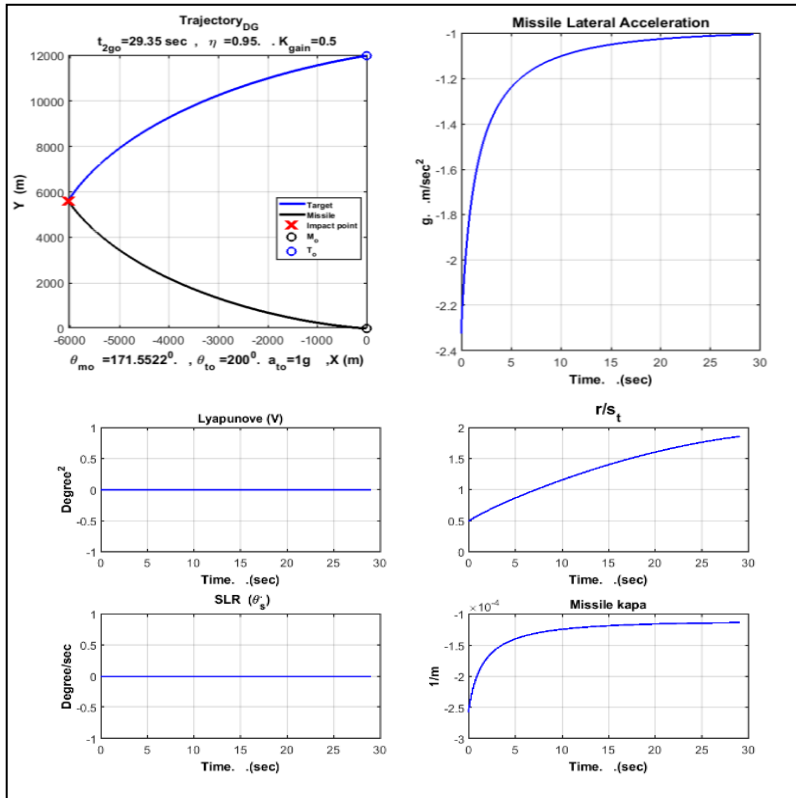 Trajectory_DG
t_2go =29.35 sec , η =0.95. . K_gain=0.5
12000
10000
8000
6000
4000
2000
0
Y (m)
Target
Missile
Impact point
M_o
T_o
-6000 -5000 -4000 -3000 -2000 -1000 0
θ_mo =171.5522⁰. , θ_to=200⁰. a_to=1g ,X (m)
Missile Lateral Acceleration
-1
-1.2
-1.4
-1.6
-1.8
-2
-2.2
-2.4
g. .m/sec²
0 5 10 15 20 25 30
Time. .(sec)
Lyapunove (V)
1
0.5
0
-0.5
-1
Degree²
0 5 10 15 20 25 30
Time. .(sec)
r/s_t
2
1.5
1
0.5
0
0 5 10 15 20 25 30
Time. .(sec)
SLR (θ̇_s)
1
0.5
0
-0.5
-1
Degree/sec
0 5 10 15 20 25 30
Time. .(sec)
×10⁻⁴ Missile kapa
-1
-1.5
-2
-2.5
-3
1/m
0 5 10 15 20 25 30
Time. .(sec)